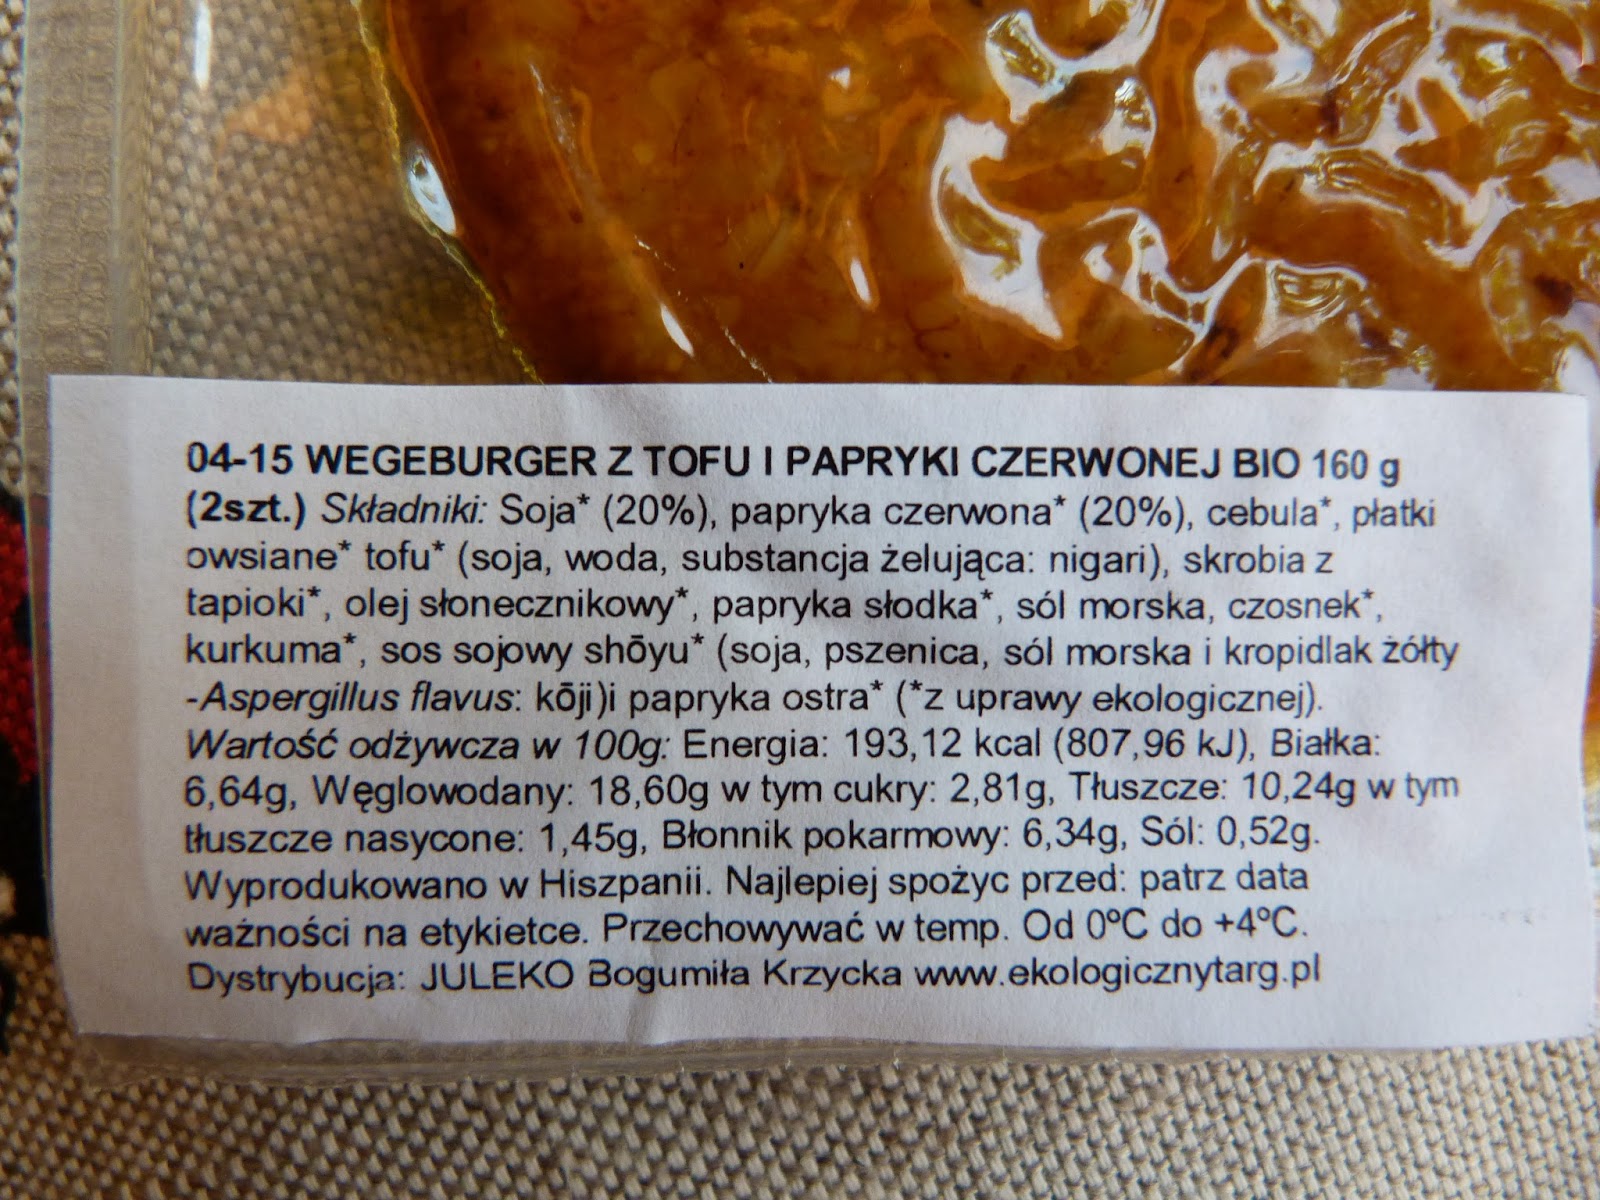 04-15 WEGEBURGER Z TOFU I PAPRYKI CZERWONEJ BIO 160 g
(2szt.) Składniki: Soja* (20%), papryka czerwona* (20%), cebula*, płatki
owsiane* tofu* (soja, woda, substancja żelująca: nigari), skrobia z
tapioki*, olej słonecznikowy*, papryka słodka*, sól morska, czosnek*,
kurkuma*, sos sojowy shōyu* (soja, pszenica, sól morska i kropidlak żółty
-Aspergillus flavus: kōji)i papryka ostra* (*z uprawy ekologicznej).
Wartość odżywcza w 100g: Energia: 193,12 kcal (807,96 kJ), Białka:
6,64g, Węglowodany: 18,60g w tym cukry: 2,81g, Tłuszcze: 10,24g w tym
tłuszcze nasycone: 1,45g, Błonnik pokarmowy: 6,34g, Sól: 0,52g.
Wyprodukowano w Hiszpanii. Najlepiej spożyc przed: patrz data
ważności na etykietce. Przechowywać w temp. Od 0ºC do +4ºC.
Dystrybucja: JULEKO Bogumiła Krzycka www.ekologicznytarg.pl